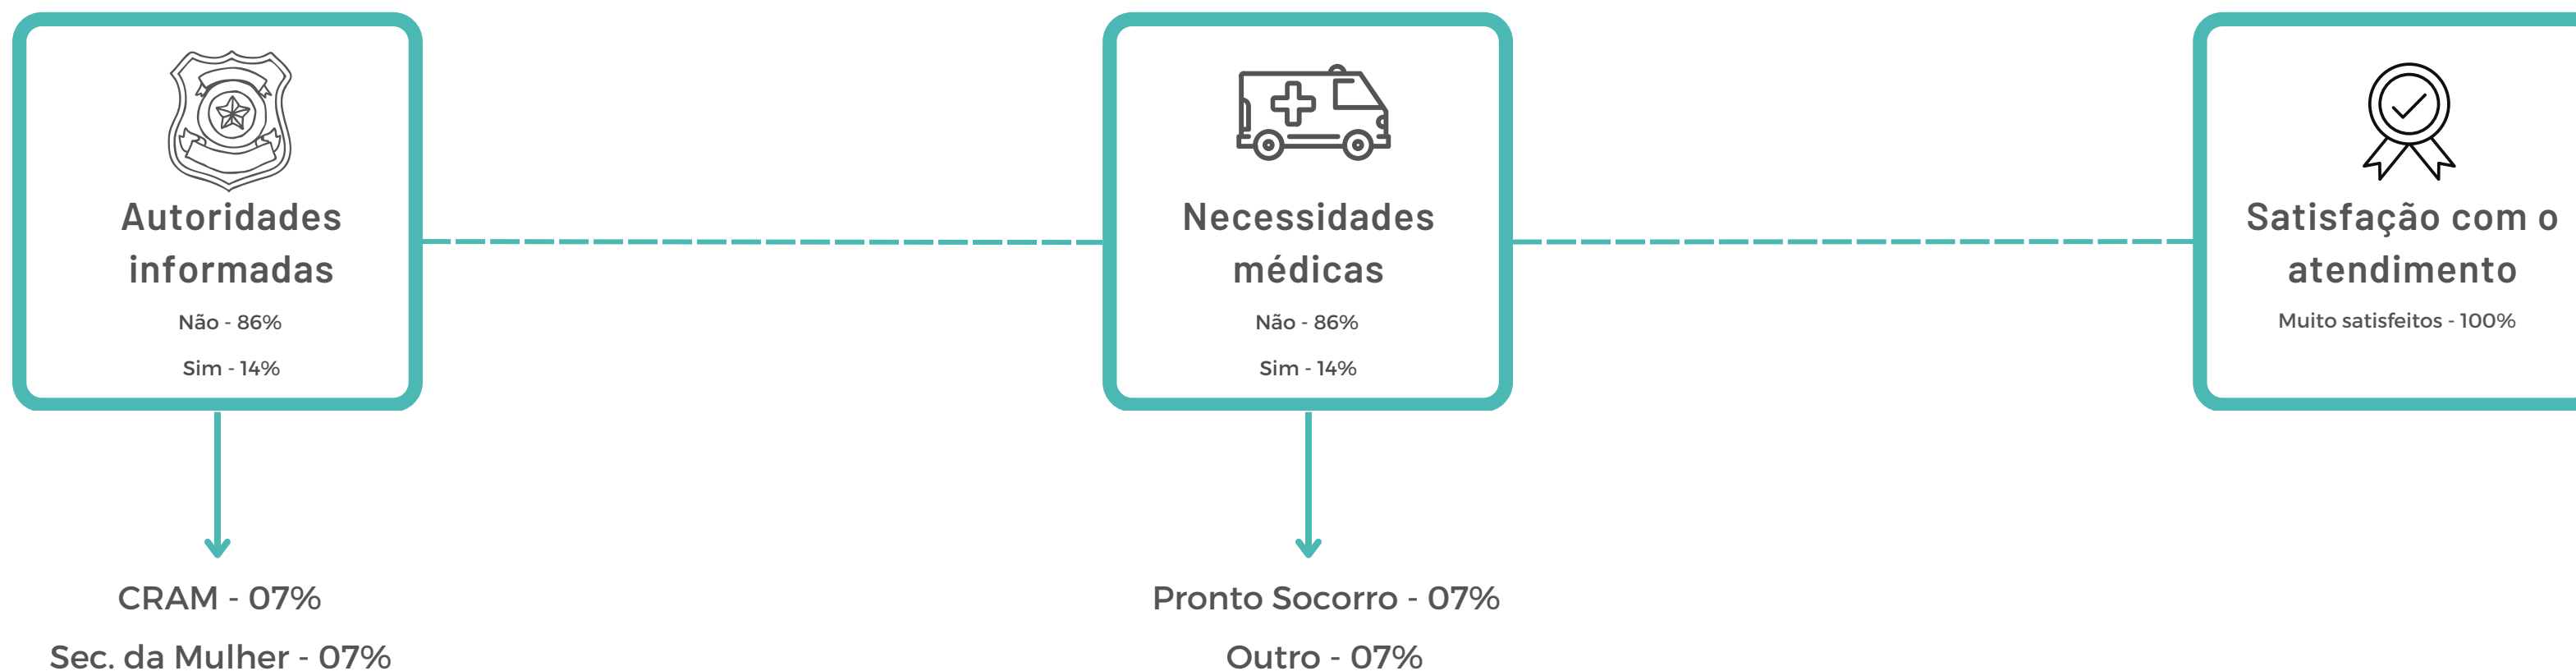 Autoridades
informadas
Não - 86%
Sim - 14%
CRAM - 07%
Sec. da Mulher - 07%
Necessidades
médicas
Não - 86%
Sim - 14%
Pronto Socorro - 07%
Outro - 07%
Satisfação com o
atendimento
Muito satisfeitos - 100%